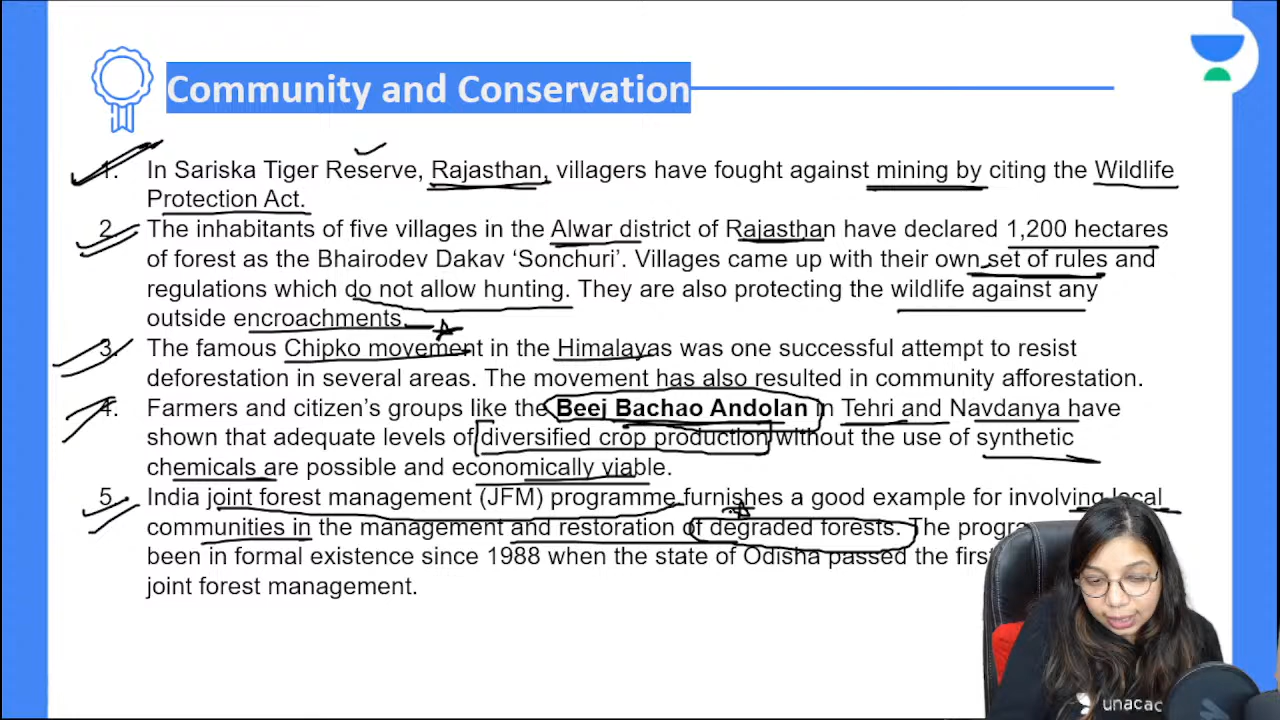 Community and Conservation
1. In Sariska Tiger Reserve, Rajasthan, villagers have fought against mining by citing the Wildlife
Protection Act.
2. The inhabitants of five villages in the Alwar district of Rajasthan have declared 1,200 hectares
of forest as the Bhairodev Dakav ‘Sonchuri’. Villages came up with their own set of rules and
regulations which do not allow hunting. They are also protecting the wildlife against any
outside encroachments.
3. The famous Chipko movement in the Himalayas was one successful attempt to resist
deforestation in several areas. The movement has also resulted in community afforestation.
4. Farmers and citizen’s groups like the Beej Bachao Andolan in Tehri and Navdanya have
shown that adequate levels of diversified crop production without the use of synthetic
chemicals are possible and economically viable.
5. India joint forest management (JFM) programme furnishes a good example for involving local
communities in the management and restoration of degraded forests. The
been in formal existence since 1988 when the state of Odisha passed the first
joint forest management.